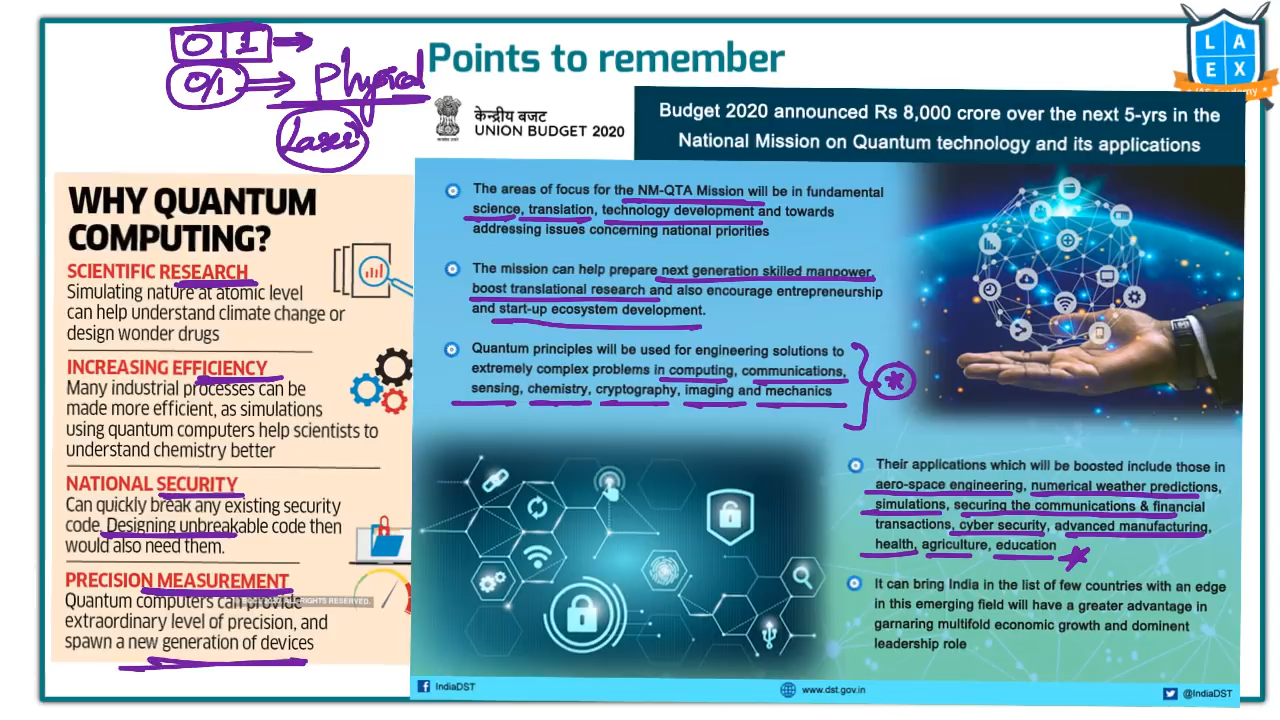 0 1
0/1
Physical
Laser
Points to remember
LAEX
IAS Academy
केन्द्रीय बजट
UNION BUDGET 2020
Budget 2020 announced Rs 8,000 crore over the next 5-yrs in the
National Mission on Quantum technology and its applications
WHY QUANTUM
COMPUTING?
SCIENTIFIC RESEARCH
Simulating nature at atomic level
can help understand climate change or
design wonder drugs
INCREASING EFFICIENCY
Many industrial processes can be
made more efficient, as simulations
using quantum computers help scientists to
understand chemistry better
NATIONAL SECURITY
Can quickly break any existing security
code. Designing unbreakable code then
would also need them.
PRECISION MEASUREMENT
Quantum computers can provide
extraordinary level of precision, and
spawn a new generation of devices
RIGHTS RESERVED.
The areas of focus for the NM-QTA Mission will be in fundamental
science, translation, technology development and towards
addressing issues concerning national priorities
The mission can help prepare next generation skilled manpower,
boost translational research and also encourage entrepreneurship
and start-up ecosystem development.
Quantum principles will be used for engineering solutions to
extremely complex problems in computing, communications,
sensing, chemistry, cryptography, imaging and mechanics
Their applications which will be boosted include those in
aero-space engineering, numerical weather predictions,
simulations, securing the communications & financial
transactions, cyber security, advanced manufacturing,
health, agriculture, education
It can bring India in the list of few countries with an edge
in this emerging field will have a greater advantage in
garnaring multifold economic growth and dominent
leadership role
IndiaDST
www.dst.gov.in
@IndiaDST